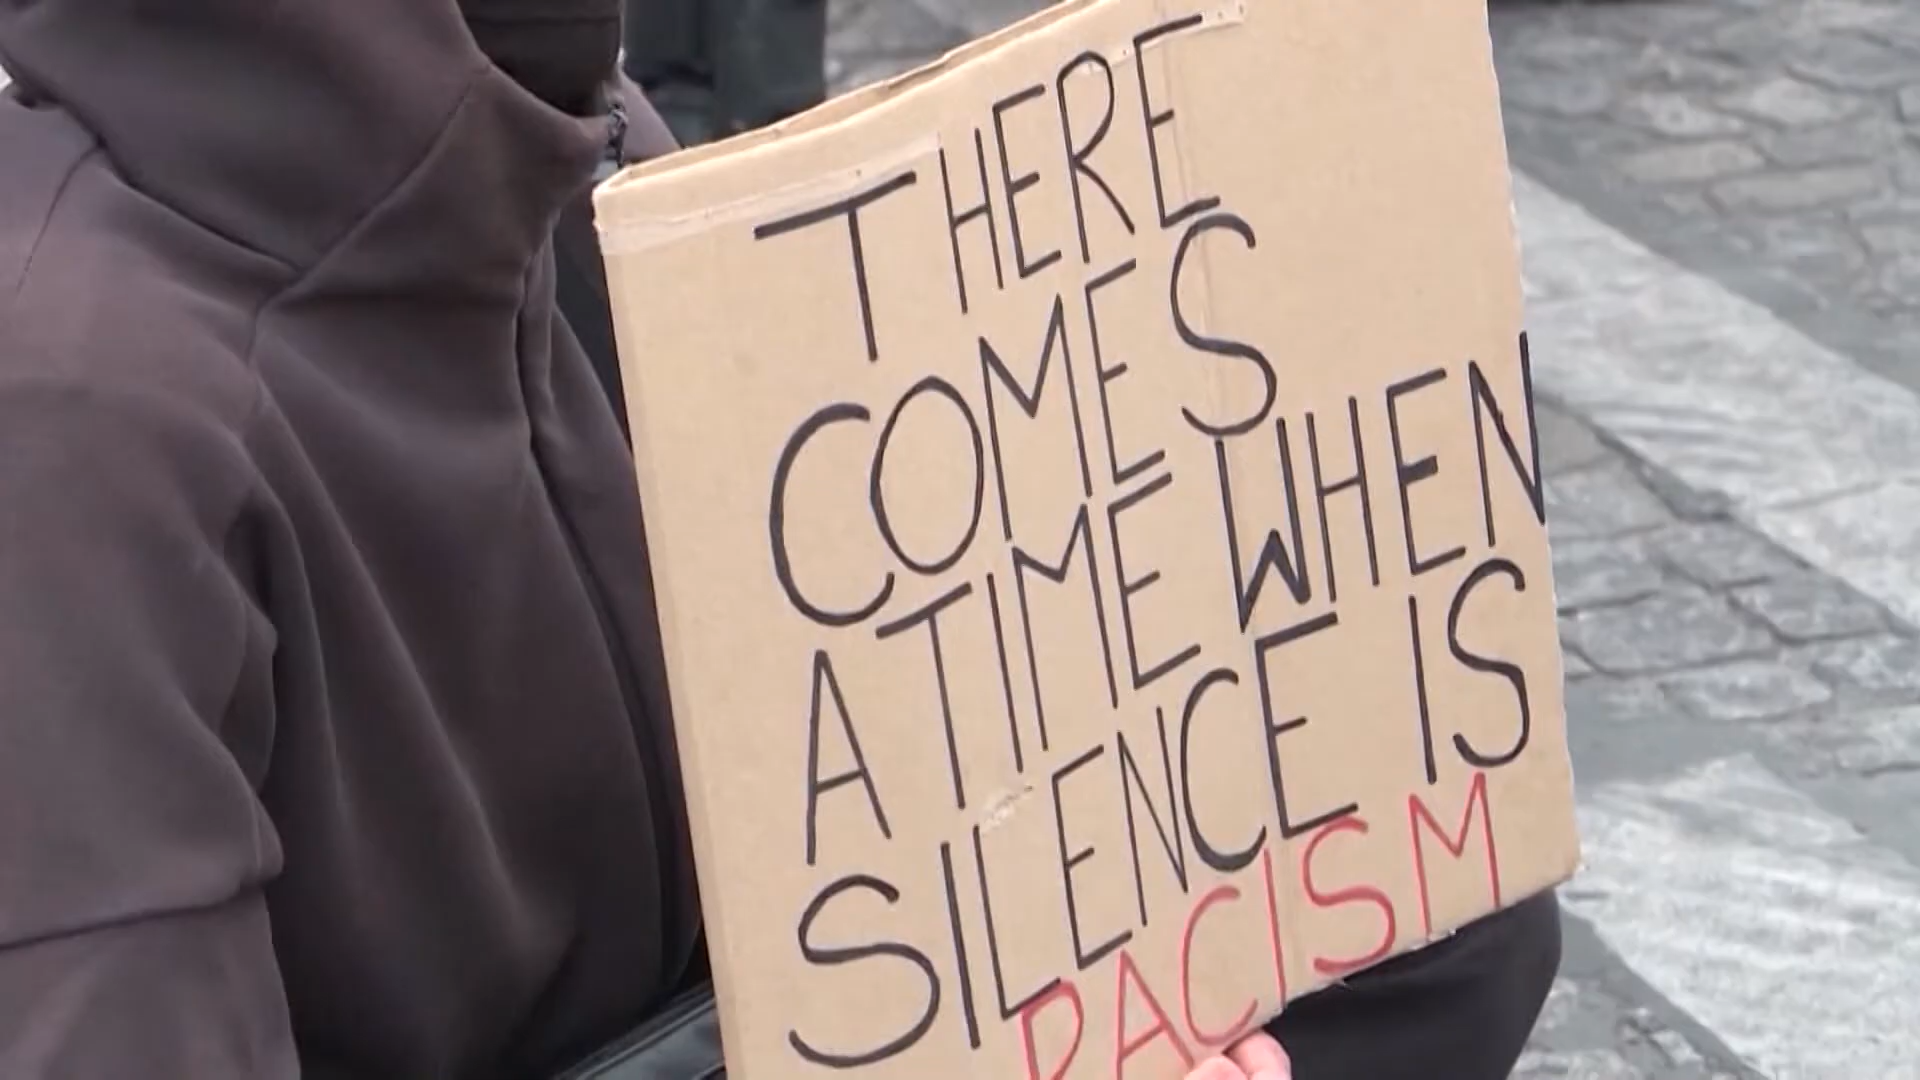 THERE
COMES
A TIME WHEN
SILENCE IS
RACISM